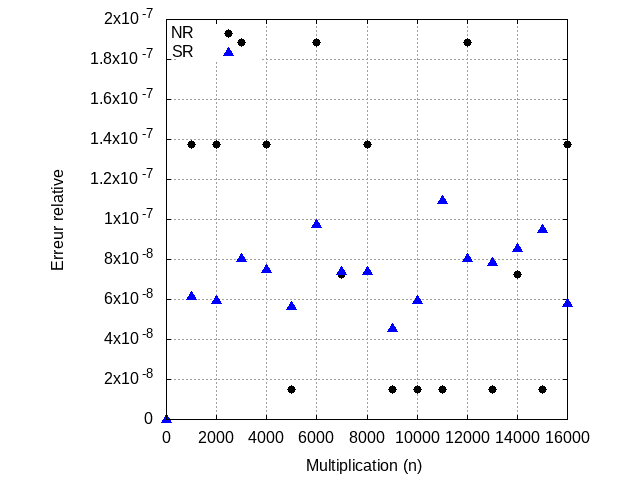 2x10^-7
1.8x10^-7
1.6x10^-7
1.4x10^-7
1.2x10^-7
1x10^-7
8x10^-8
6x10^-8
4x10^-8
2x10^-8
0
Erreur relative
NR
SR
0 2000 4000 6000 8000 10000 12000 14000 16000
Multiplication (n)